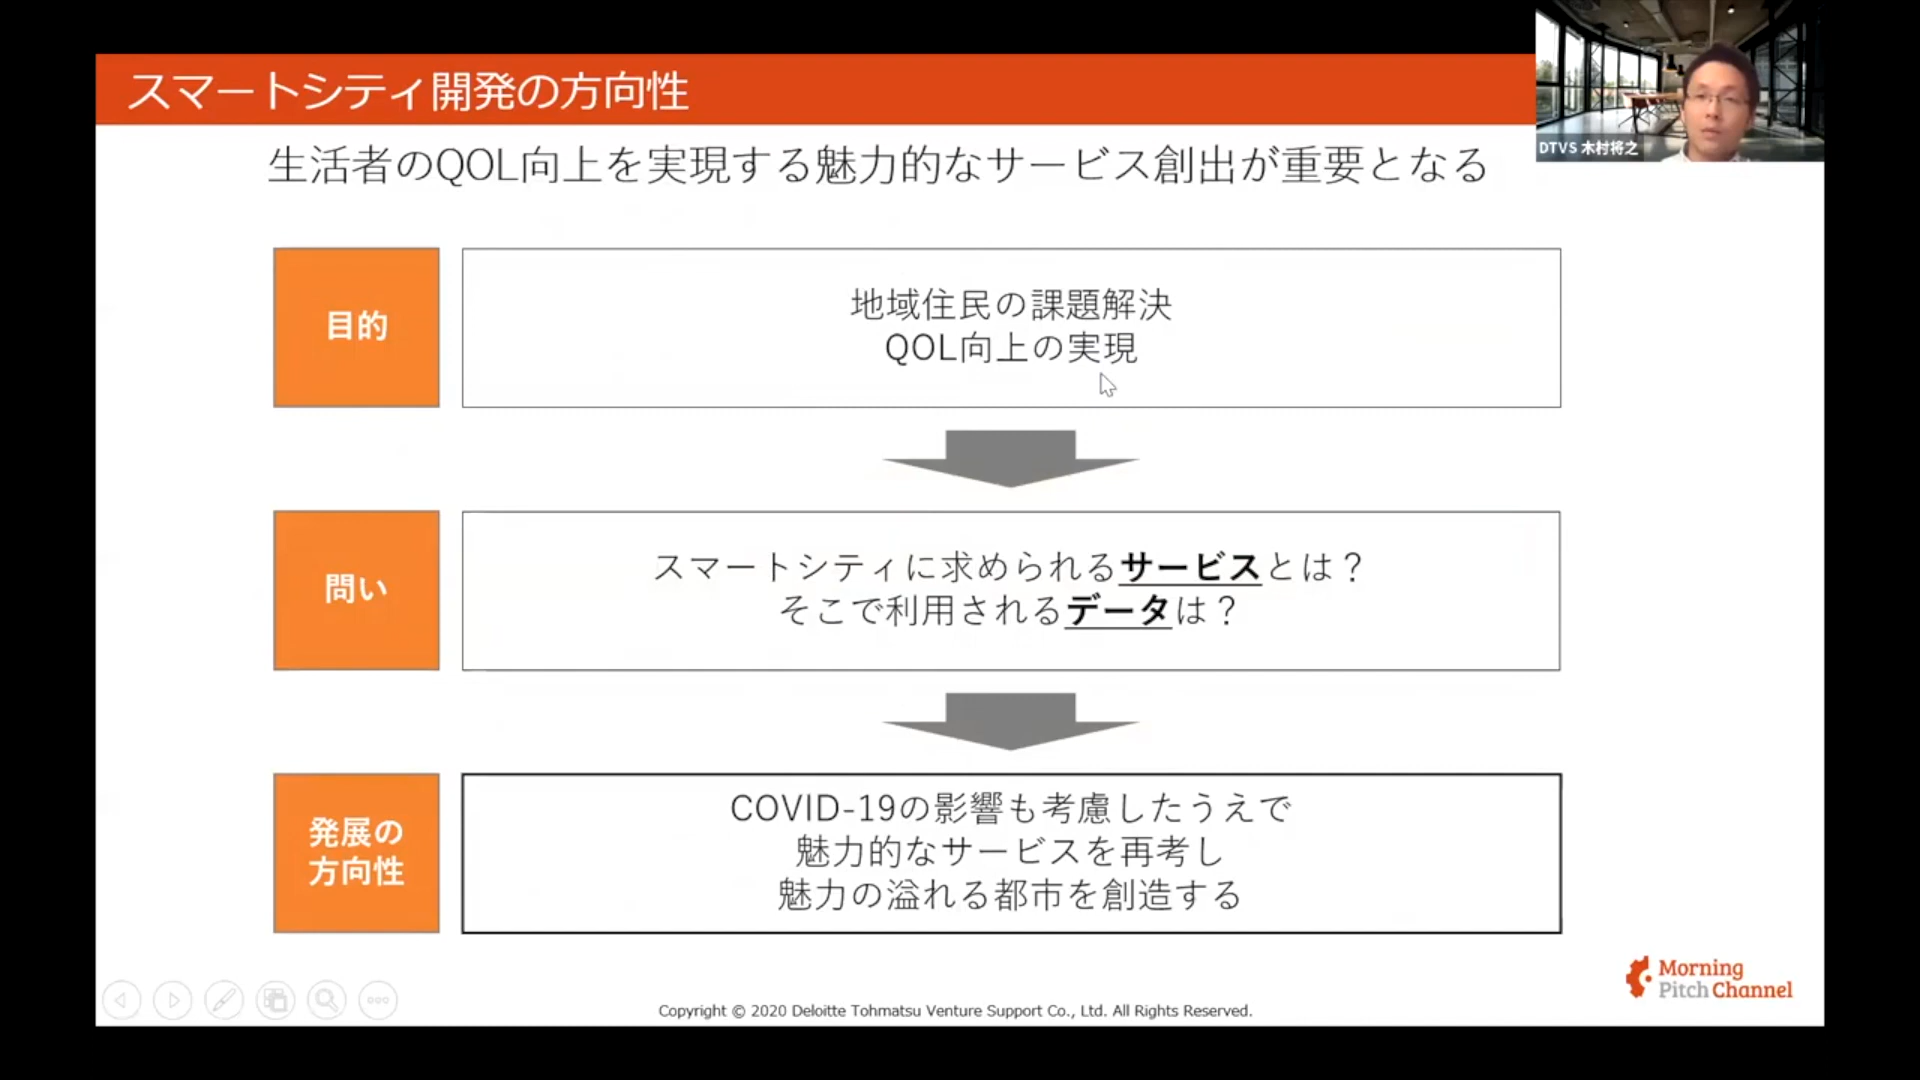 スマートシティ開発の方向性
DTVS 木村将之
生活者のQOL向上を実現する魅力的なサービス創出が重要となる
目的
地域住民の課題解決
QOL向上の実現
問い
スマートシティに求められるサービスとは？
そこで利用されるデータは？
発展の
方向性
COVID-19の影響も考慮したうえで
魅力的なサービスを再考し
魅力の溢れる都市を創造する
Morning
Pitch Channel
Copyright © 2020 Deloitte Tohmatsu Venture Support Co., Ltd. All Rights Reserved.